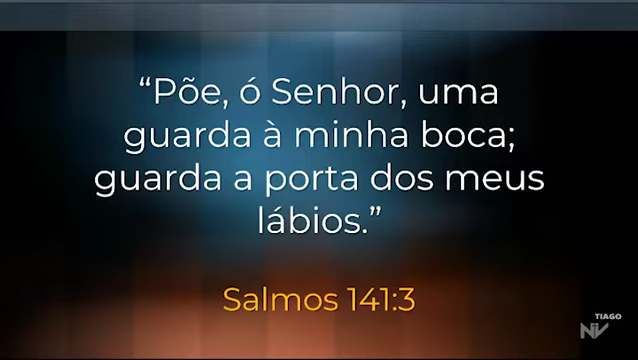 “Põe, ó Senhor, uma
guarda à minha boca;
guarda a porta dos meus
lábios.”
Salmos 141:3
TIAGO
NV